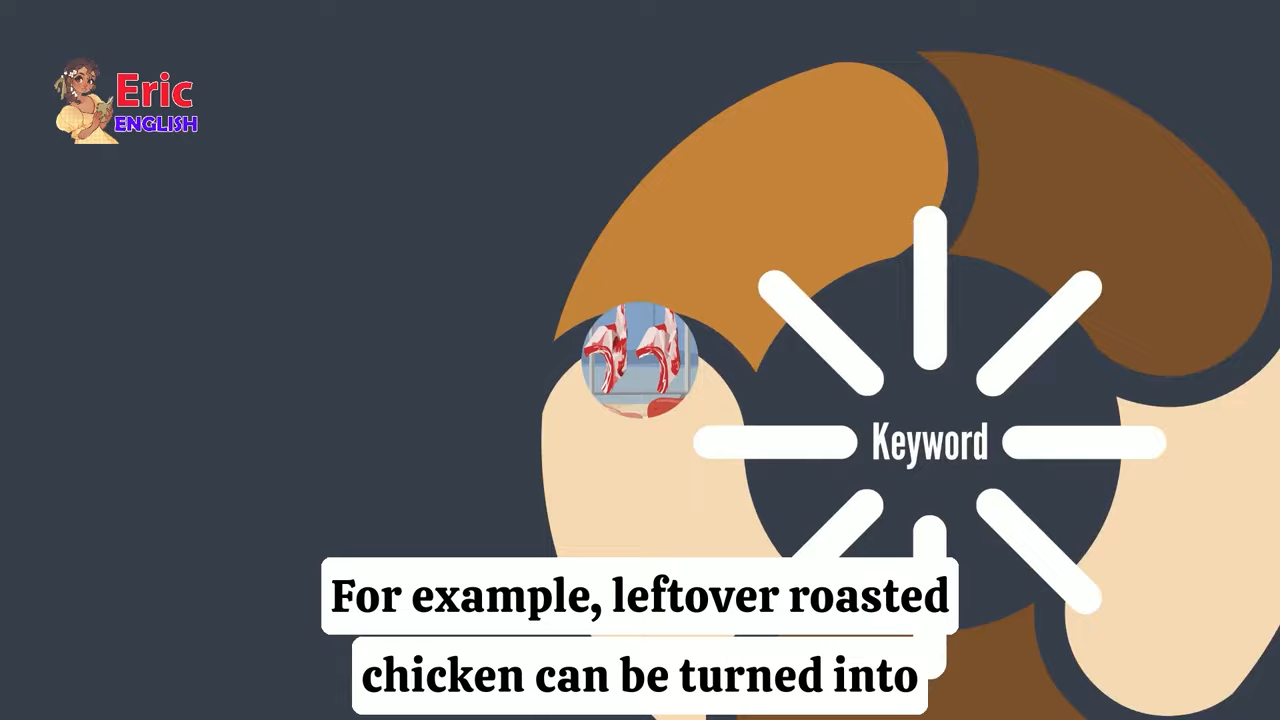 Eric
ENGLISH
Keyword
For example, leftover roasted
chicken can be turned into